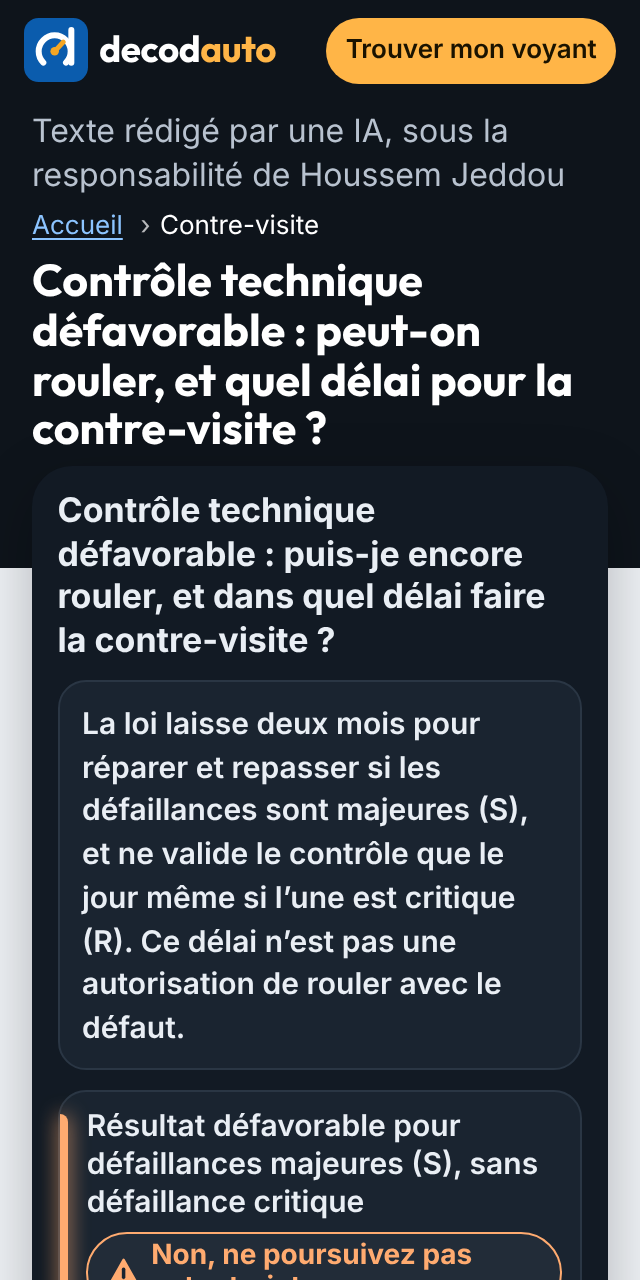 decodauto
Trouver mon voyant
Texte rédigé par une IA, sous la
responsabilité de Houssem Jeddou
Accueil › Contre-visite
Contrôle technique
défavorable : peut-on
rouler, et quel délai pour la
contre-visite ?
Contrôle technique
défavorable : puis-je encore
rouler, et dans quel délai faire
la contre-visite ?
La loi laisse deux mois pour
réparer et repasser si les
défaillances sont majeures (S),
et ne valide le contrôle que le
jour même si l’une est critique
(R). Ce délai n’est pas une
autorisation de rouler avec le
défaut.
Résultat défavorable pour
défaillances majeures (S), sans
défaillance critique
Non, ne poursuivez pas